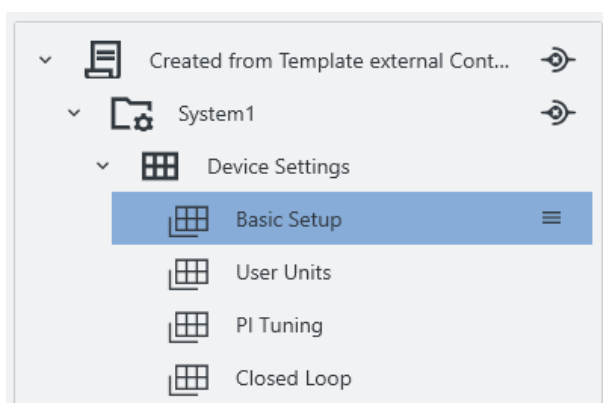 Created from Template external Cont...
System1
Device Settings
Basic Setup
User Units
PI Tuning
Closed Loop